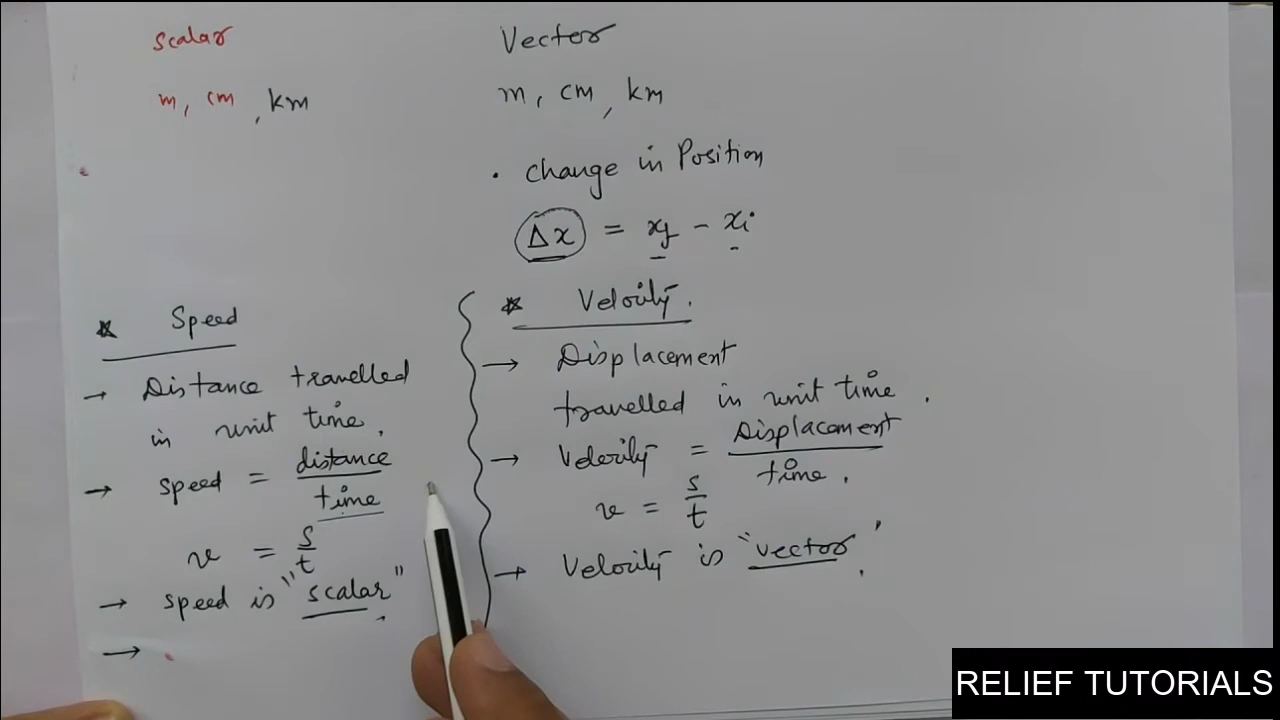 scalar
m, cm, km
Vector
m, cm, km
• Change in Position
Δx = xf - xi
* Speed
→ Distance travelled
in unit time,
→ speed = distance / time
v = s/t
→ speed is "scalar".
→
* Velocity.
→ Displacement
travelled in unit time.
→ Velocity = Displacement / time.
v = s/t
→ Velocity is "vector".
RELIEF TUTORIALS